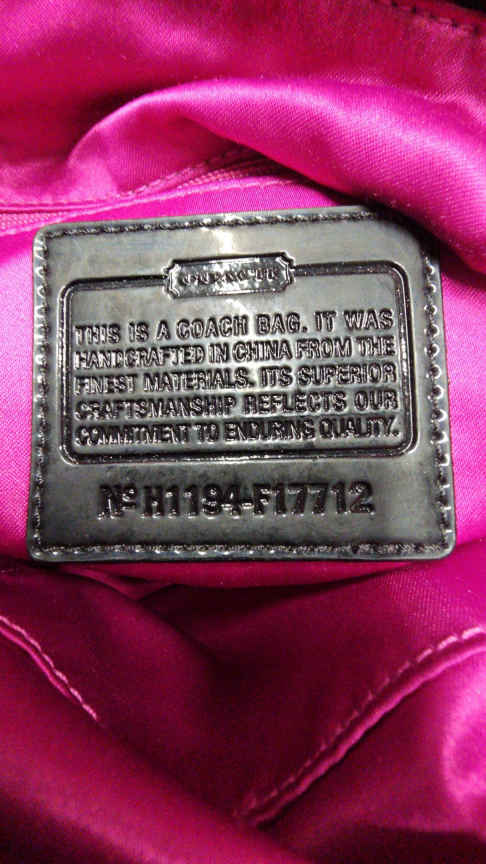 THIS IS A COACH BAG. IT WAS
HANDCRAFTED IN CHINA FROM THE
FINEST MATERIALS. ITS SUPERIOR
CRAFTSMANSHIP REFLECTS OUR
COMMITMENT TO ENDURING QUALITY.
Nº H1194-F17712